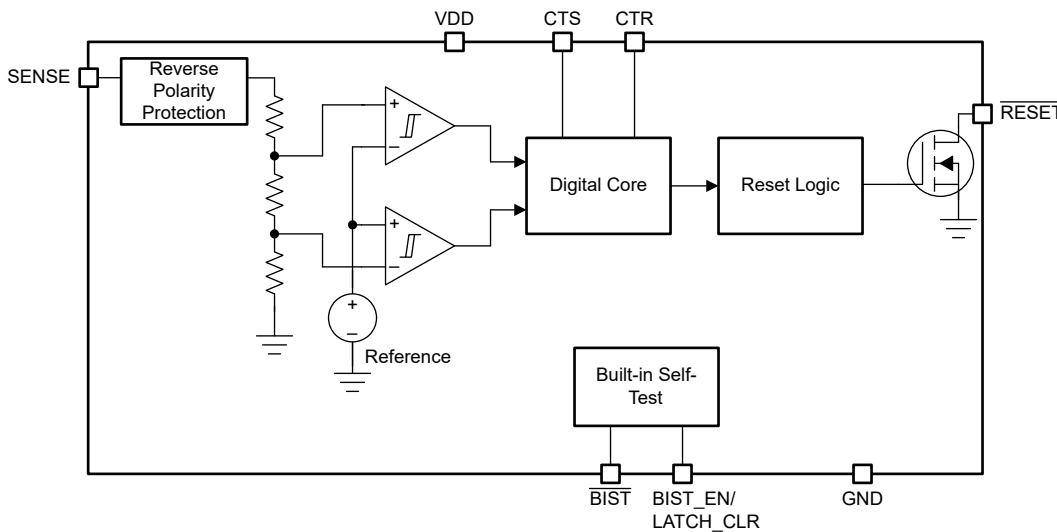 VDD
CTS
CTR
SENSE
Reverse
Polarity
Protection
RESET
+
−
Digital Core
Reset Logic
+
−
+
−
Reference
Built-in Self-
Test
BIST
BIST_EN/
LATCH_CLR
GND